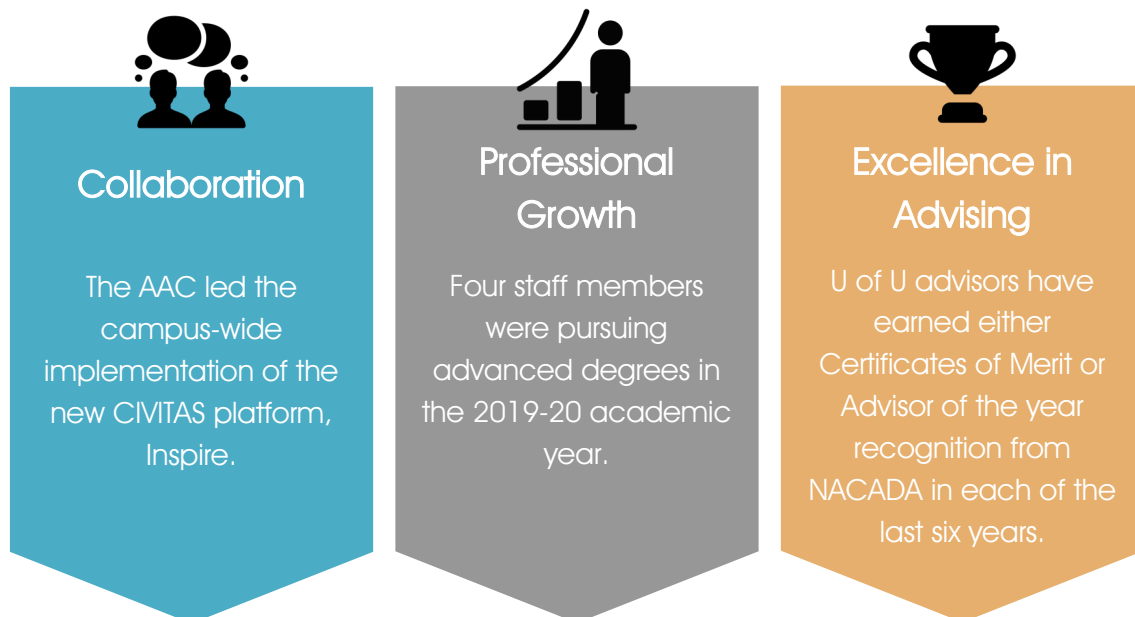 Collaboration
The AAC led the
campus-wide
implementation of the
new CIVITAS platform,
Inspire.
Professional
Growth
Four staff members
were pursuing
advanced degrees in
the 2019-20 academic
year.
Excellence in
Advising
U of U advisors have
earned either
Certificates of Merit or
Advisor of the year
recognition from
NACADA in each of the
last six years.